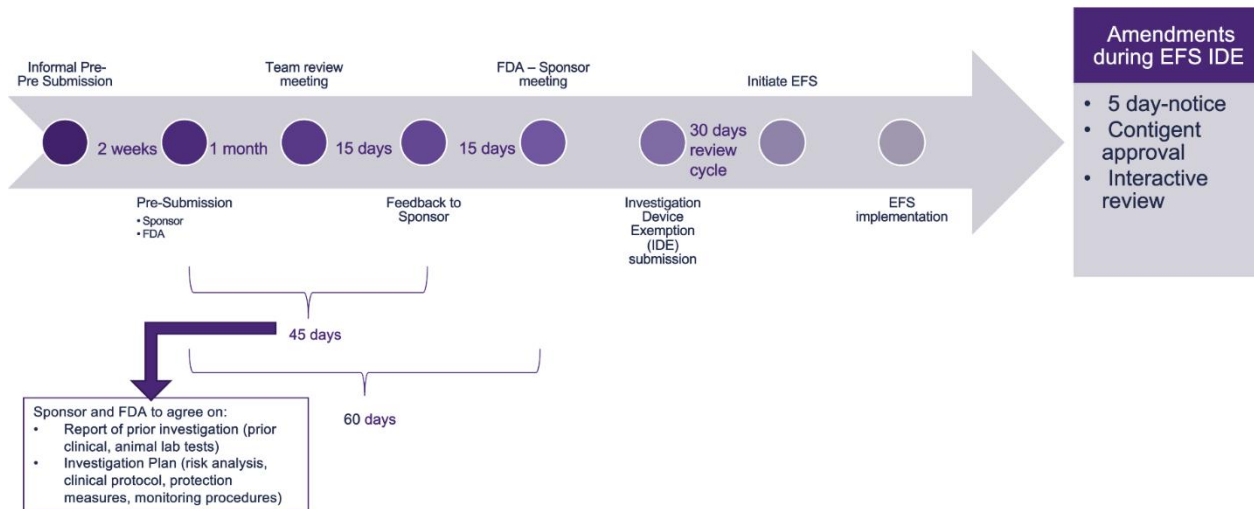 Informal Pre-
Pre Submission
Team review
meeting
FDA – Sponsor
meeting
Initiate EFS
2 weeks
1 month
15 days
15 days
30 days
review
cycle
Pre-Submission
• Sponsor
• FDA
Feedback to
Sponsor
Investigation
Device
Exemption
(IDE)
submission
EFS
implementation
Amendments
during EFS IDE
• 5 day-notice
• Contigent
approval
• Interactive
review
45 days
60 days
Sponsor and FDA to agree on:
• Report of prior investigation (prior
clinical, animal lab tests)
• Investigation Plan (risk analysis,
clinical protocol, protection
measures, monitoring procedures)